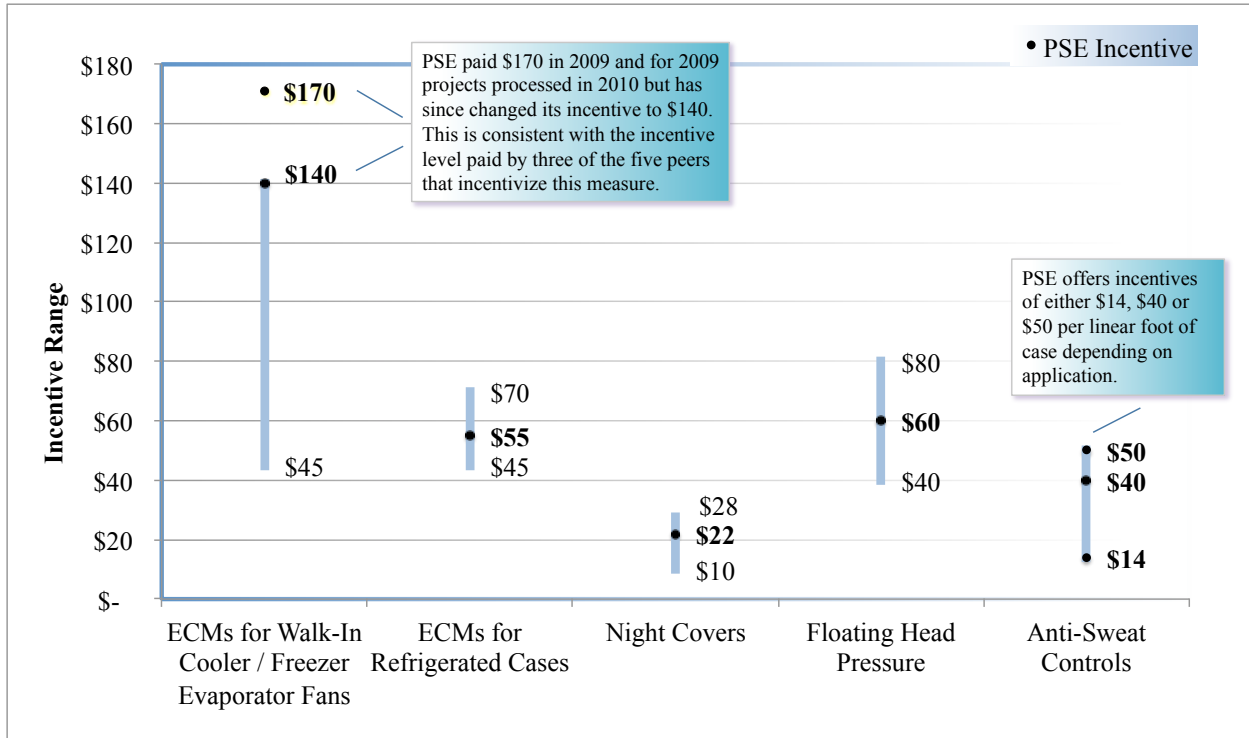 • PSE Incentive
PSE paid $170 in 2009 and for 2009
projects processed in 2010 but has
since changed its incentive to $140.
This is consistent with the incentive
level paid by three of the five peers
that incentivize this measure.
PSE offers incentives
of either $14, $40 or
$50 per linear foot of
case depending on
application.
Incentive Range
$180
$160
$140
$120
$100
$80
$60
$40
$20
$-
$170
$140
$45
$70
$55
$45
$28
$22
$10
$80
$60
$40
$50
$40
$14
ECMs for Walk-In
Cooler / Freezer
Evaporator Fans
ECMs for
Refrigerated Cases
Night Covers
Floating Head
Pressure
Anti-Sweat
Controls